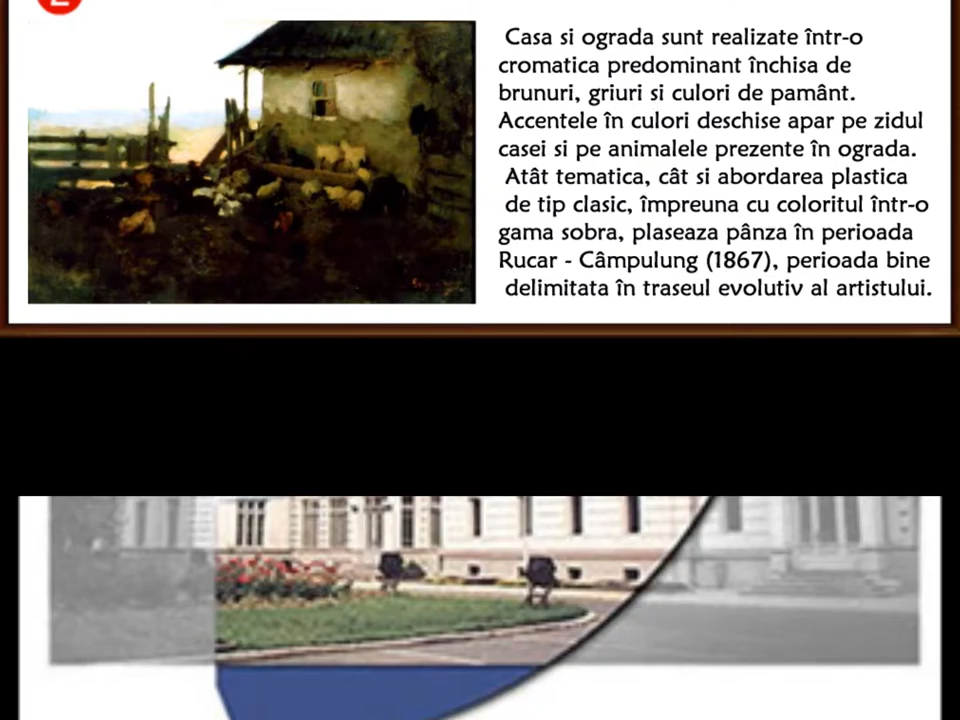 Casa si ograda sunt realizate într-o
cromatica predominant închisa de
brunuri, griuri si culori de pamânt.
Accentele în culori deschise apar pe zidul
casei si pe animalele prezente în ograda.
Atât tematica, cât si abordarea plastica
de tip clasic, împreuna cu coloritul într-o
gama sobra, plaseaza pânza în perioada
Rucar - Câmpulung (1867), perioada bine
delimitata în traseul evolutiv al artistului.